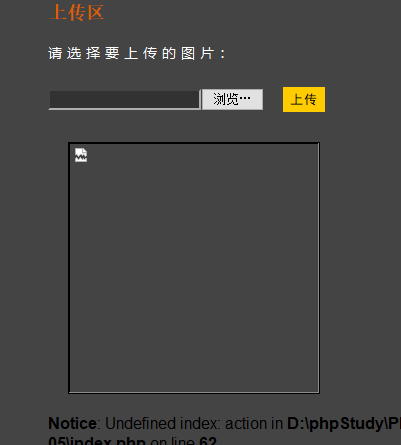 上传区
请选择要上传的图片：
浏览…
上传
Notice: Undefined index: action in D:\phpStudy\
05\index.php on line 62